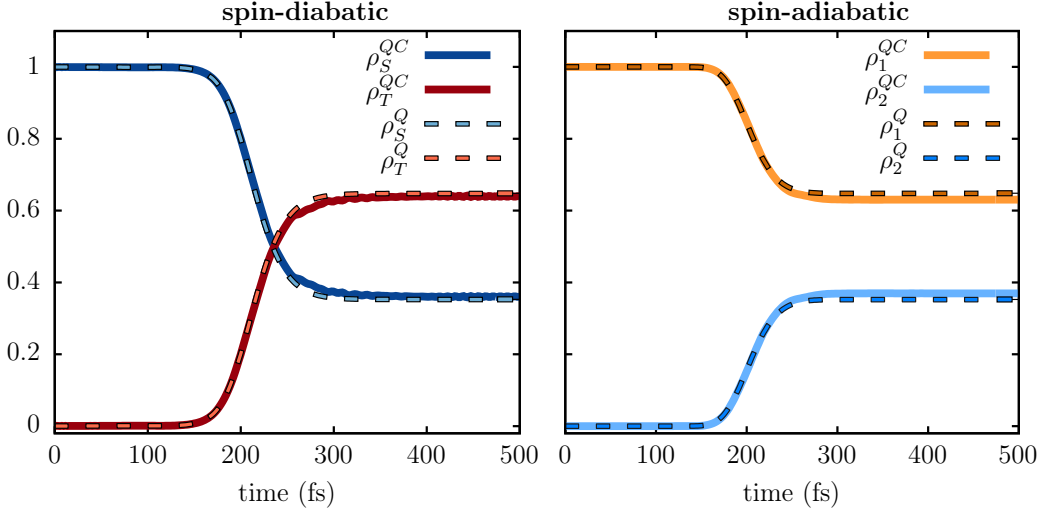 spin-diabatic
ρ_S^{QC}
ρ_T^{QC}
ρ_S^Q
ρ_T^Q
1
0.8
0.6
0.4
0.2
0
0 100 200 300 400 500
time (fs)
spin-adiabatic
ρ_1^{QC}
ρ_2^{QC}
ρ_1^Q
ρ_2^Q
0 100 200 300 400 500
time (fs)